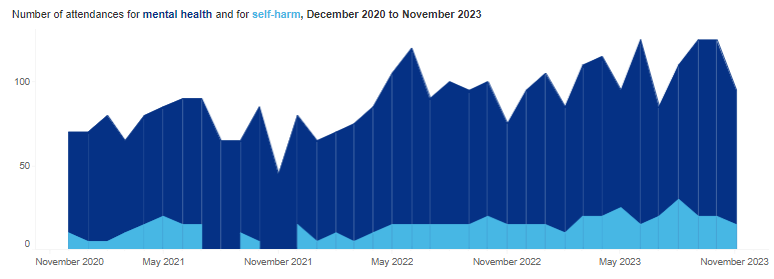 Number of attendances for mental health and for self-harm, December 2020 to November 2023
100
50
0
November 2020 May 2021 November 2021 May 2022 November 2022 May 2023 November 2023